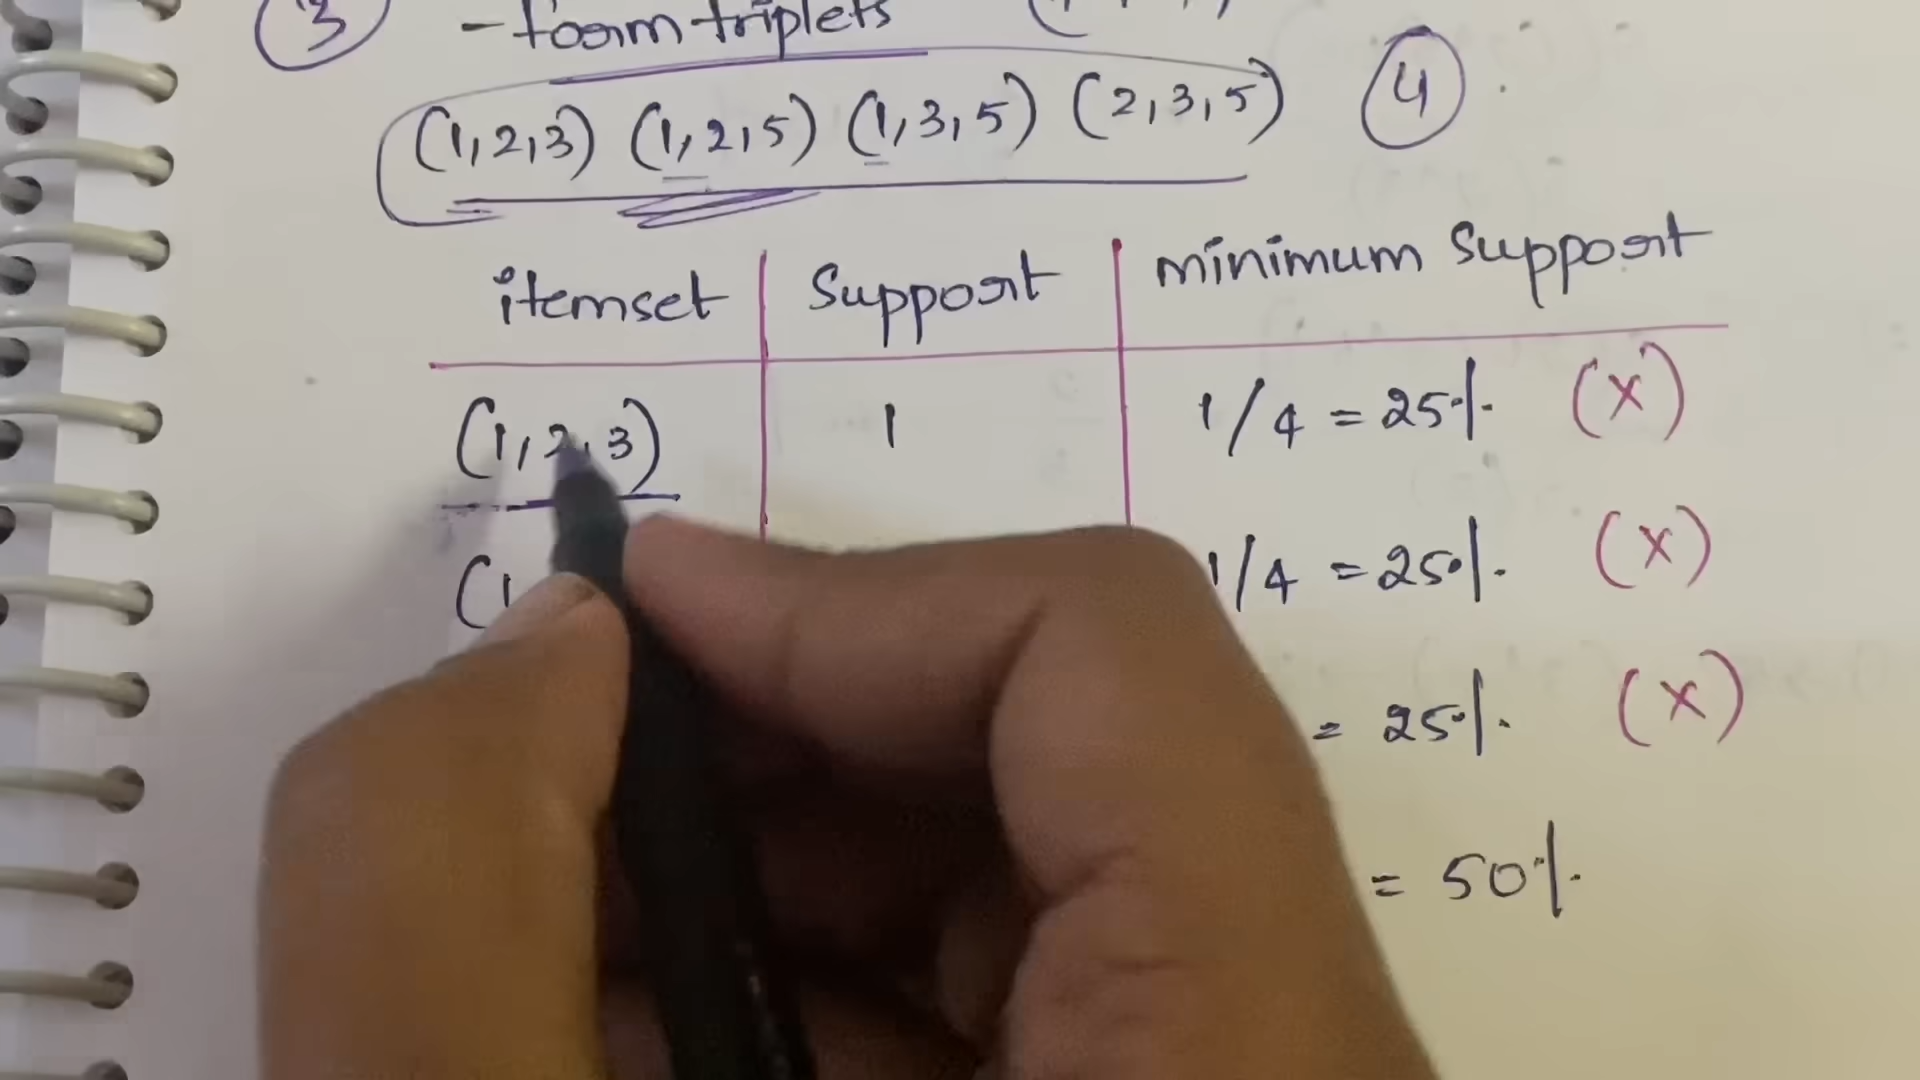 3 - form triplets
(1,2,3) (1,2,5) (1,3,5) (2,3,5) 4
itemset Support minimum Support
(1,2,3) 1 1/4 = 25% (x)
(1 1/4 = 25% (x)
= 25% (x)
= 50%